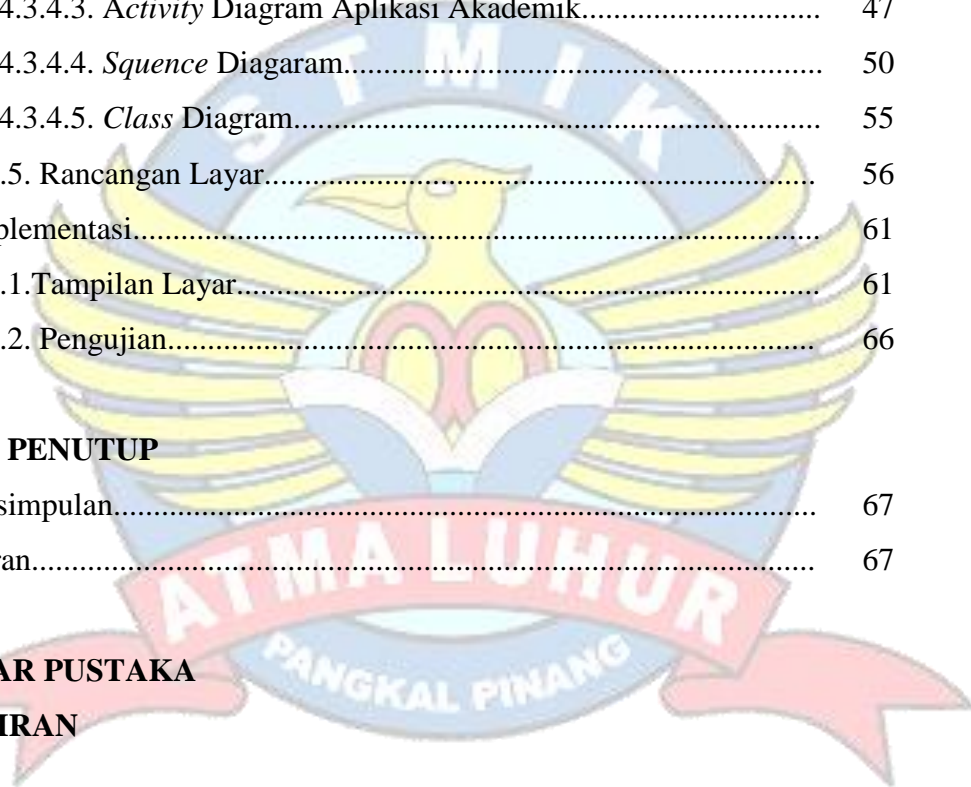 4.3.4.3. Activity Diagram Aplikasi Akademik.............................. 47
4.3.4.4. Squence Diagaram............................................................ 50
4.3.4.5. Class Diagram.................................................................. 55
.5. Rancangan Layar..................................................................... 56
plementasi...................................................................................... 61
.1.Tampilan Layar......................................................................... 61
.2. Pengujian................................................................................. 66
PENUTUP
simpulan........................................................................................ 67
ran.................................................................................................. 67
AR PUSTAKA
IRAN
STMIK
ATMA LUHUR
PANGKAL PINANG